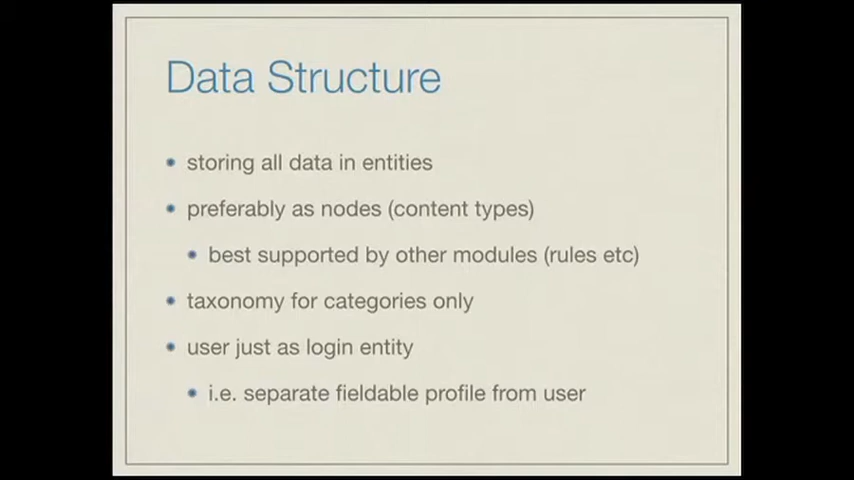 Data Structure
storing all data in entities
preferably as nodes (content types)
best supported by other modules (rules etc)
taxonomy for categories only
user just as login entity
i.e. separate fieldable profile from user